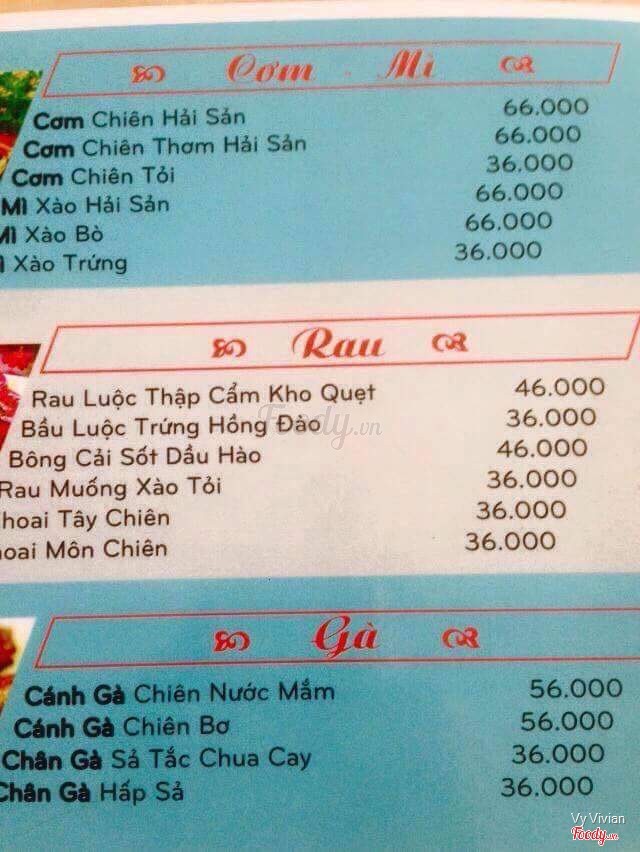 Cơm - Mì
Cơm Chiên Hải Sản 66.000
Cơm Chiên Thơm Hải Sản 66.000
Cơm Chiên Tỏi 36.000
Mì Xào Hải Sản 66.000
Mì Xào Bò 66.000
Xào Trứng 36.000
Rau
Rau Luộc Thập Cẩm Kho Quẹt 46.000
Bầu Luộc Trứng Hồng Đào 36.000
Bông Cải Sốt Dầu Hào 46.000
Rau Muống Xào Tỏi 36.000
hoai Tây Chiên 36.000
oai Môn Chiên 36.000
Gà
Cánh Gà Chiên Nước Mắm 56.000
Cánh Gà Chiên Bơ 56.000
Chân Gà Sả Tắc Chua Cay 36.000
Chân Gà Hấp Sả 36.000
Foody.vn
Vy Vivian
Foody.vn